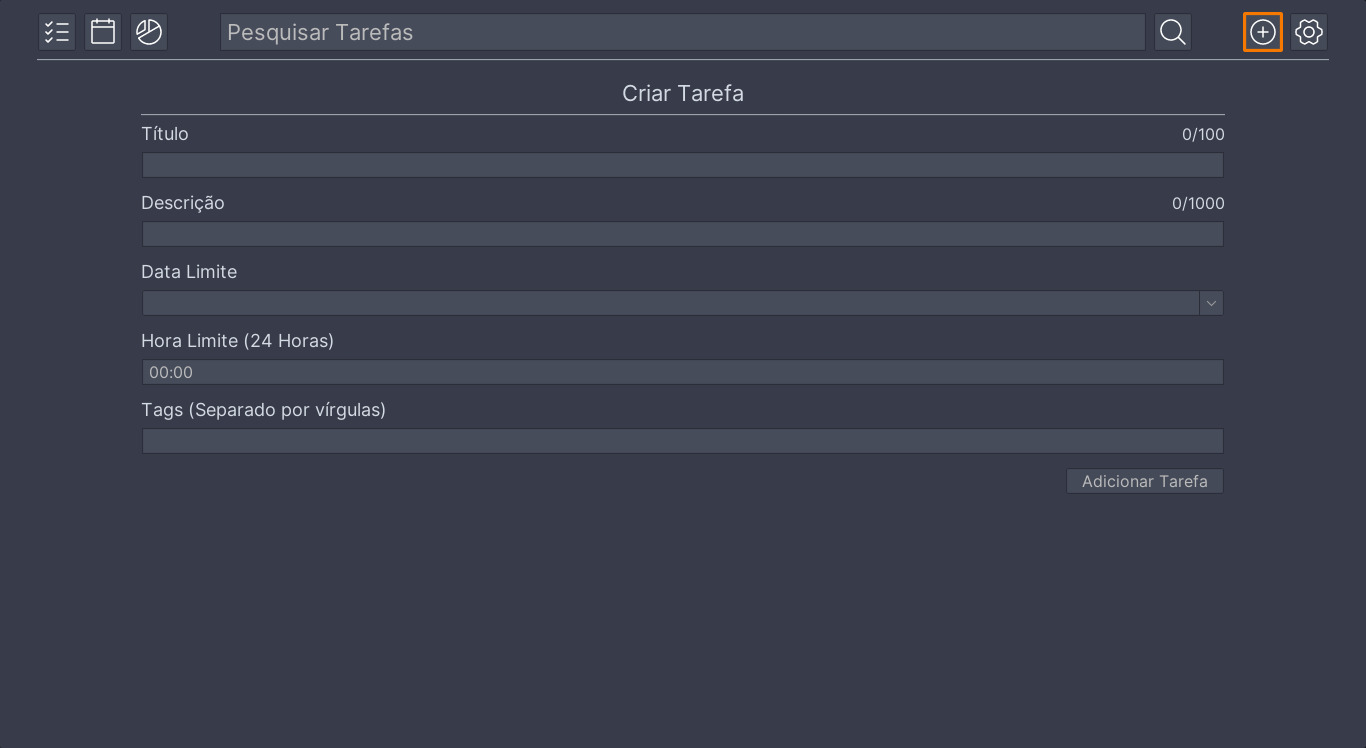 Pesquisar Tarefas
Criar Tarefa
Título 0/100
Descrição 0/1000
Data Limite
Hora Limite (24 Horas)
00:00
Tags (Separado por vírgulas)
Adicionar Tarefa